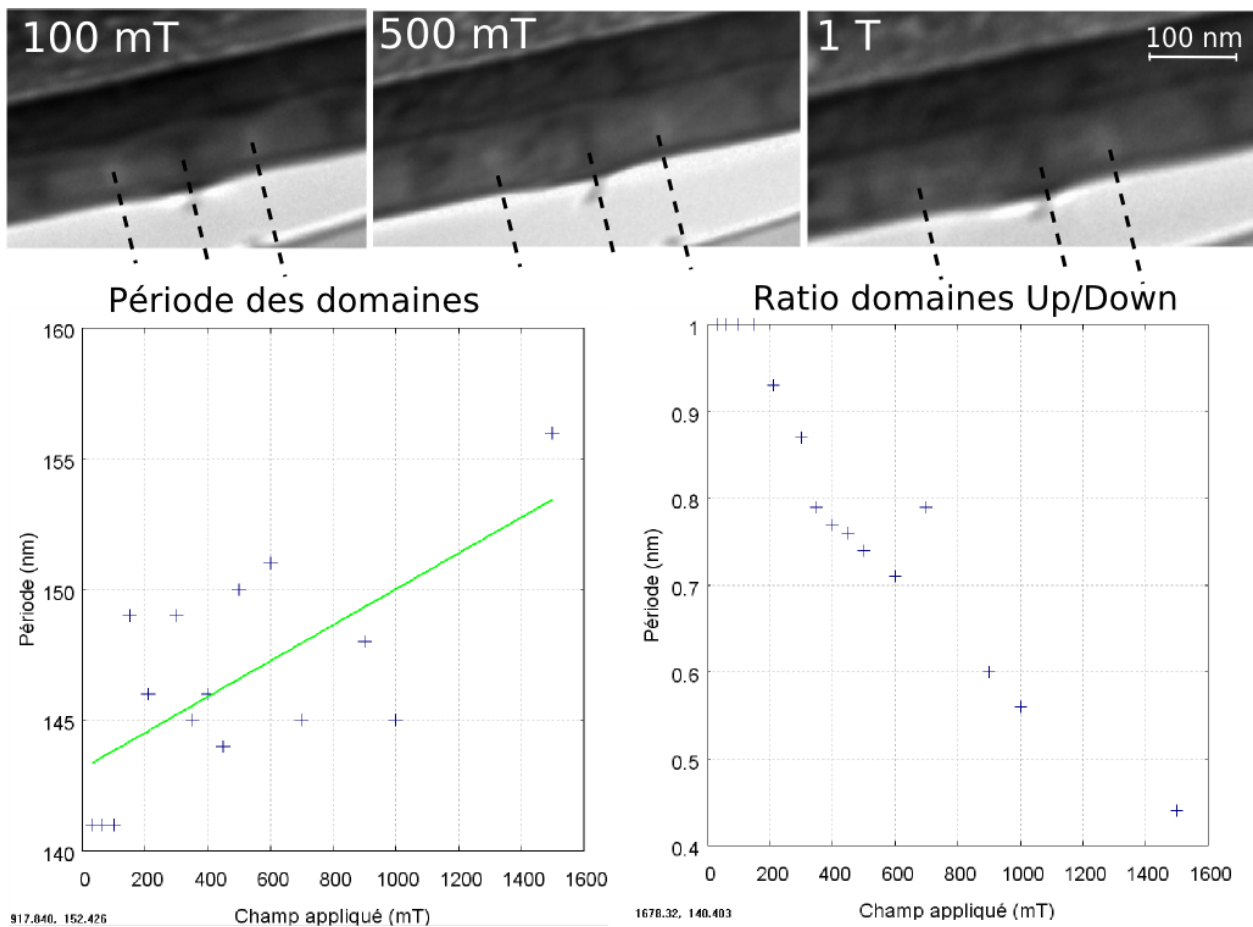 100 mT
500 mT
1 T
100 nm
Période des domaines
Ratio domaines Up/Down
160
155
150
145
140
Période (nm)
0 200 400 600 800 1000 1200 1400 1600
Champ appliqué (mT)
917.840, 152.426
1
0.9
0.8
0.7
0.6
0.5
0.4
Période (nm)
0 200 400 600 800 1000 1200 1400 1600
Champ appliqué (mT)
1678.32, 140.403